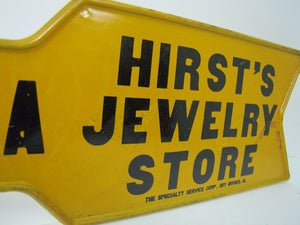 HIRST'S
A JEWELRY
STORE
THE SPECIALTY SERVICE CORP. DES MOINES, IA